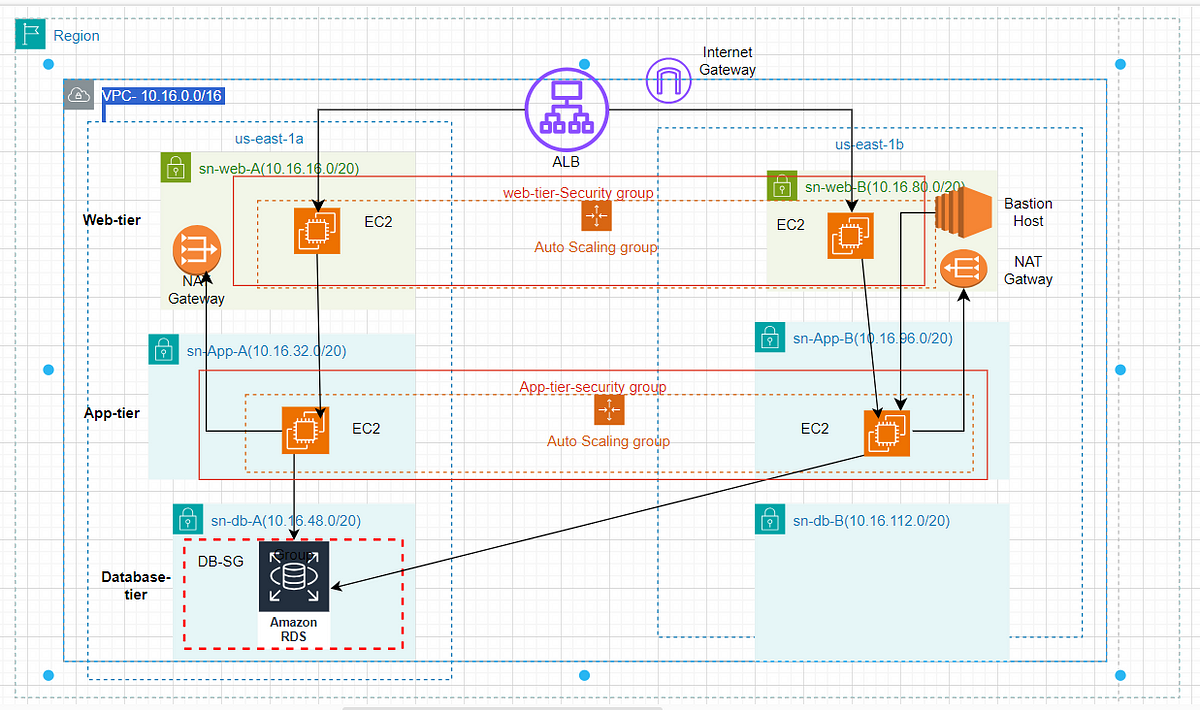 Region
Internet
Gateway
VPC- 10.16.0.0/16
us-east-1a
us-east-1b
ALB
sn-web-A(10.16.16.0/20)
sn-web-B(10.16.80.0/20)
web-tier-Security group
Web-tier
EC2
EC2
Bastion
Host
Auto Scaling group
NAT
Gateway
NAT
Gatway
sn-App-A(10.16.32.0/20)
sn-App-B(10.16.96.0/20)
App-tier-security group
App-tier
EC2
EC2
Auto Scaling group
sn-db-A(10.16.48.0/20)
sn-db-B(10.16.112.0/20)
DB-SG
Group
Database-
tier
Amazon
RDS